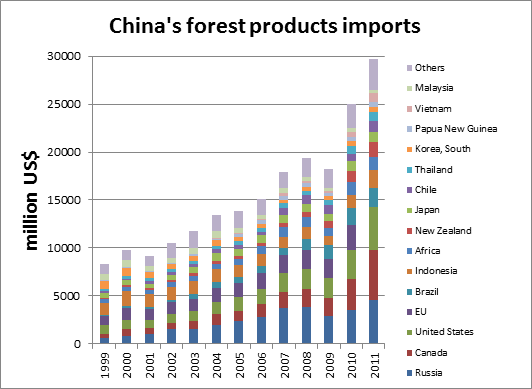 China's forest products imports
million US$
30000
25000
20000
15000
10000
5000
0
1999
2000
2001
2002
2003
2004
2005
2006
2007
2008
2009
2010
2011
Others
Malaysia
Vietnam
Papua New Guinea
Korea, South
Thailand
Chile
Japan
New Zealand
Africa
Indonesia
Brazil
EU
United States
Canada
Russia